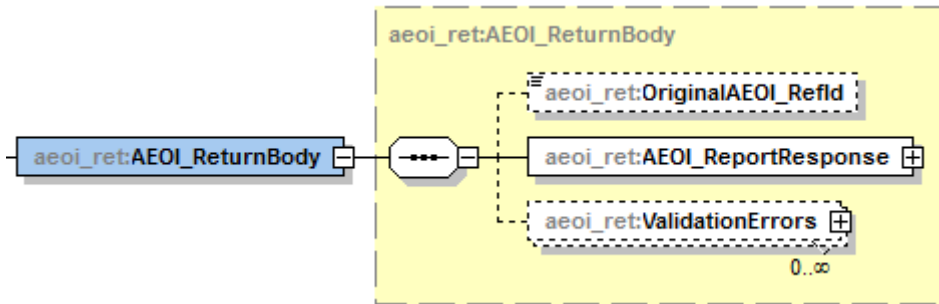 aeoi_ret:AEOI_ReturnBody
aeoi_ret:OriginalAEOI_RefId
aeoi_ret:AEOI_ReturnBody
aeoi_ret:AEOI_ReportResponse
aeoi_ret:ValidationErrors
0..∞